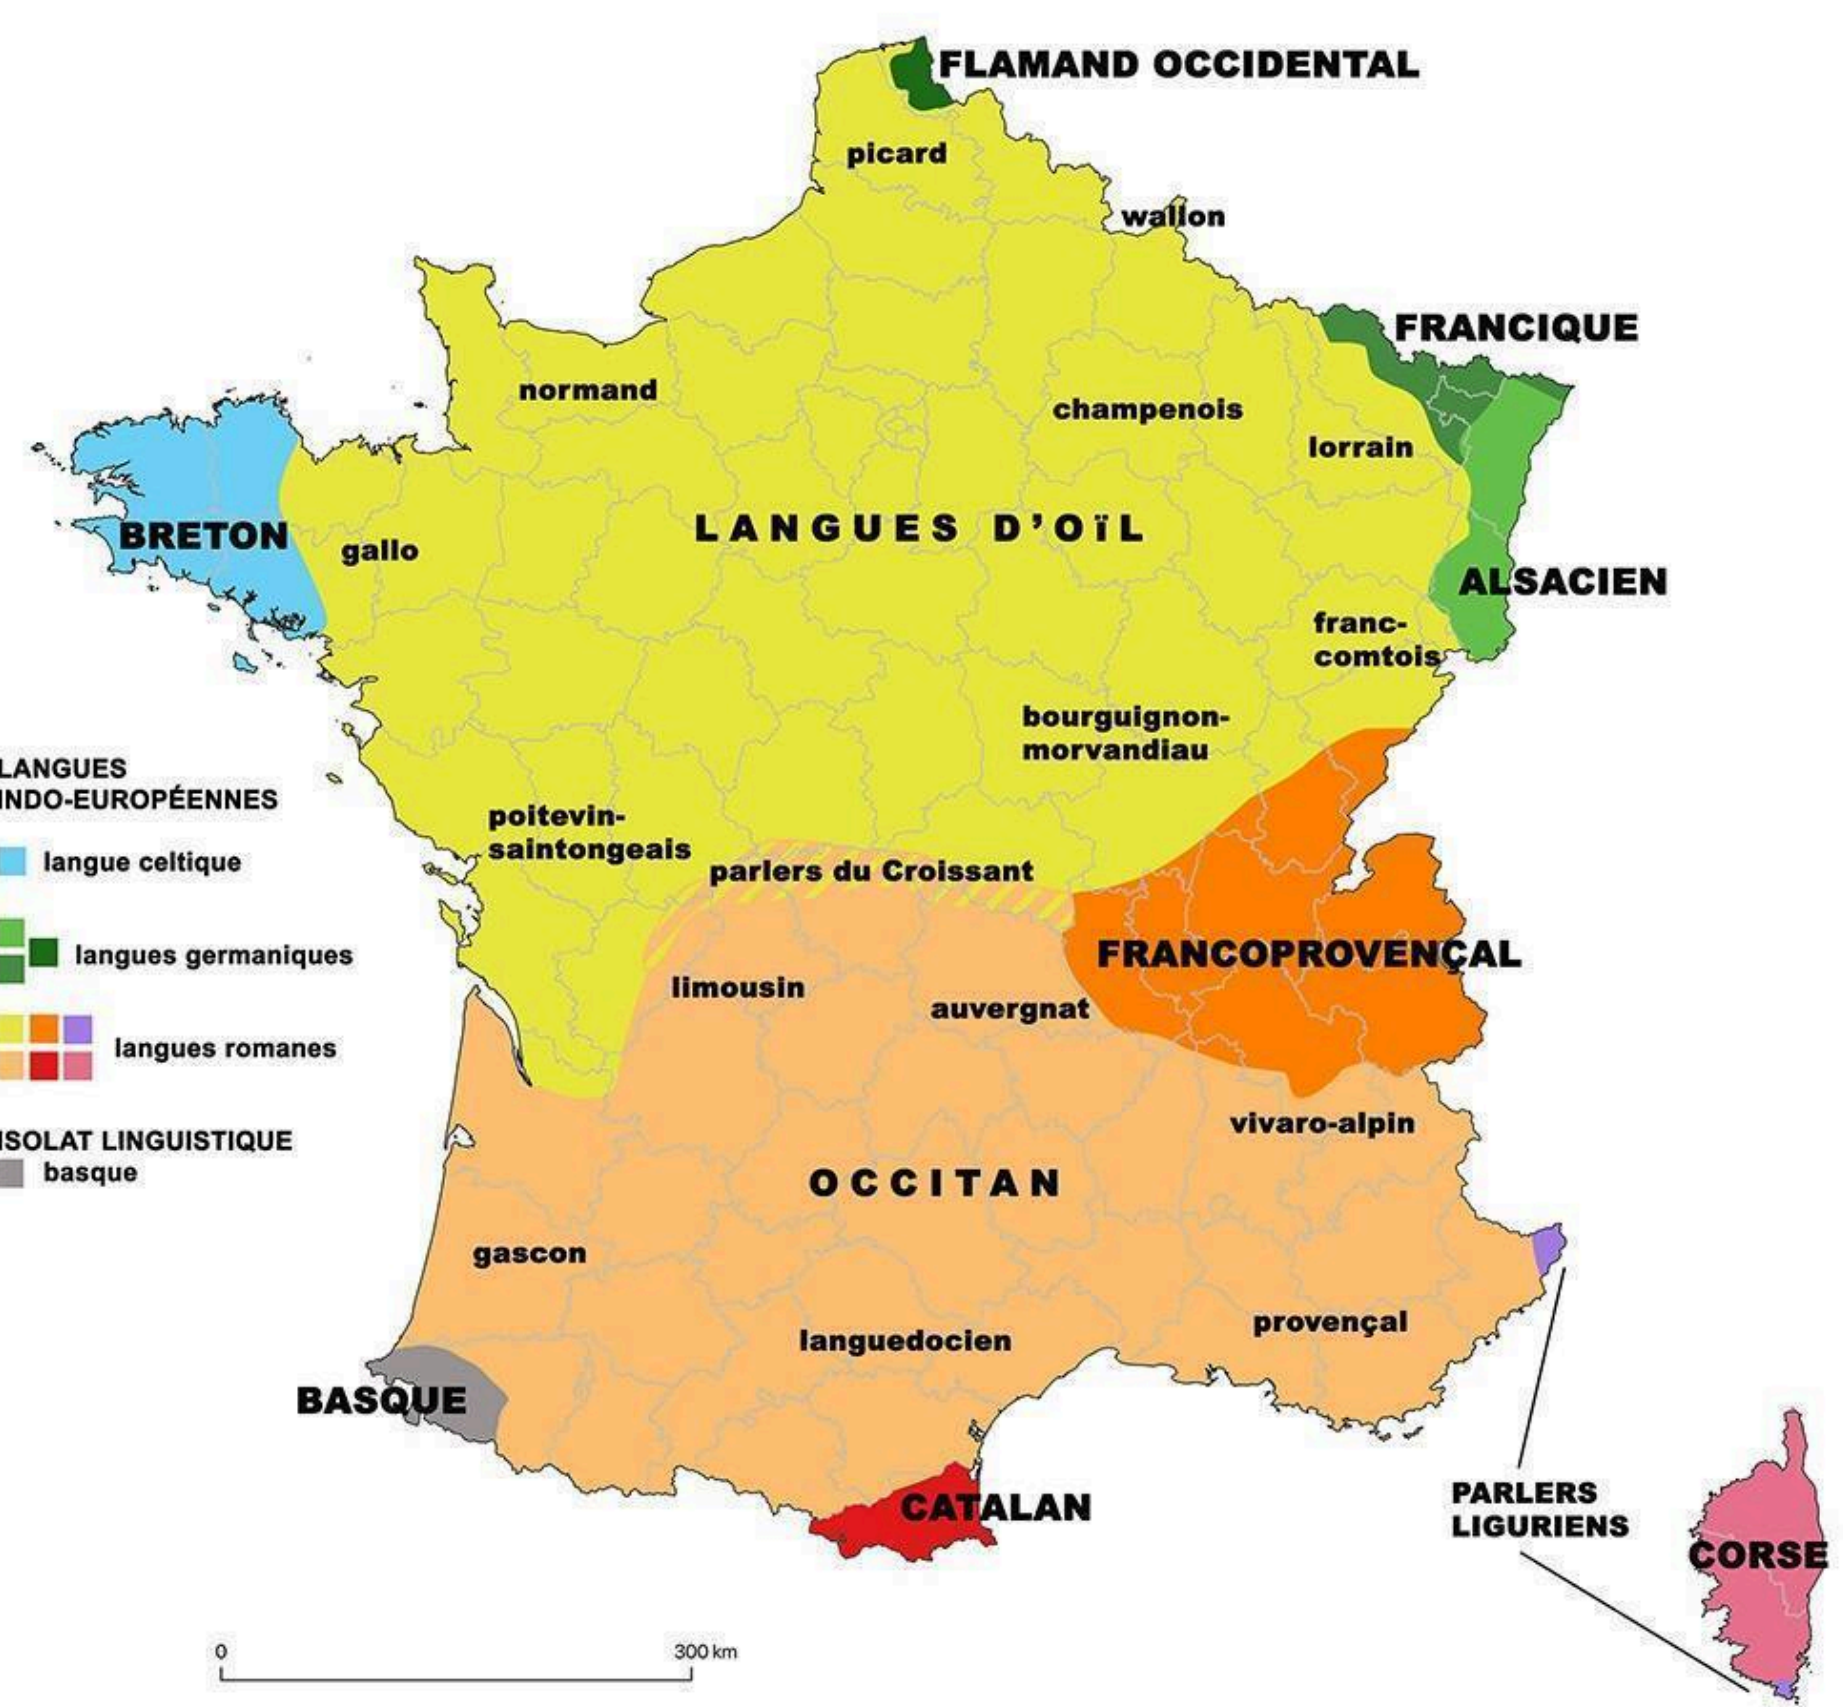 FLAMAND OCCIDENTAL
picard
wallon
FRANCIQUE
normand
champenois
lorrain
LANGUES D'OïL
BRETON
gallo
ALSACIEN
franc-
comtois
bourguignon-
morvandiau
LANGUES
INDO-EUROPÉENNES
langue celtique
langues germaniques
langues romanes
ISOLAT LINGUISTIQUE
basque
poitevin-
saintongeais
parlers du Croissant
FRANCOPROVENÇAL
limousin
auvergnat
vivaro-alpin
OCCITAN
gascon
provençal
languedocien
BASQUE
CATALAN
PARLERS
LIGURIENS
CORSE
0 300 km